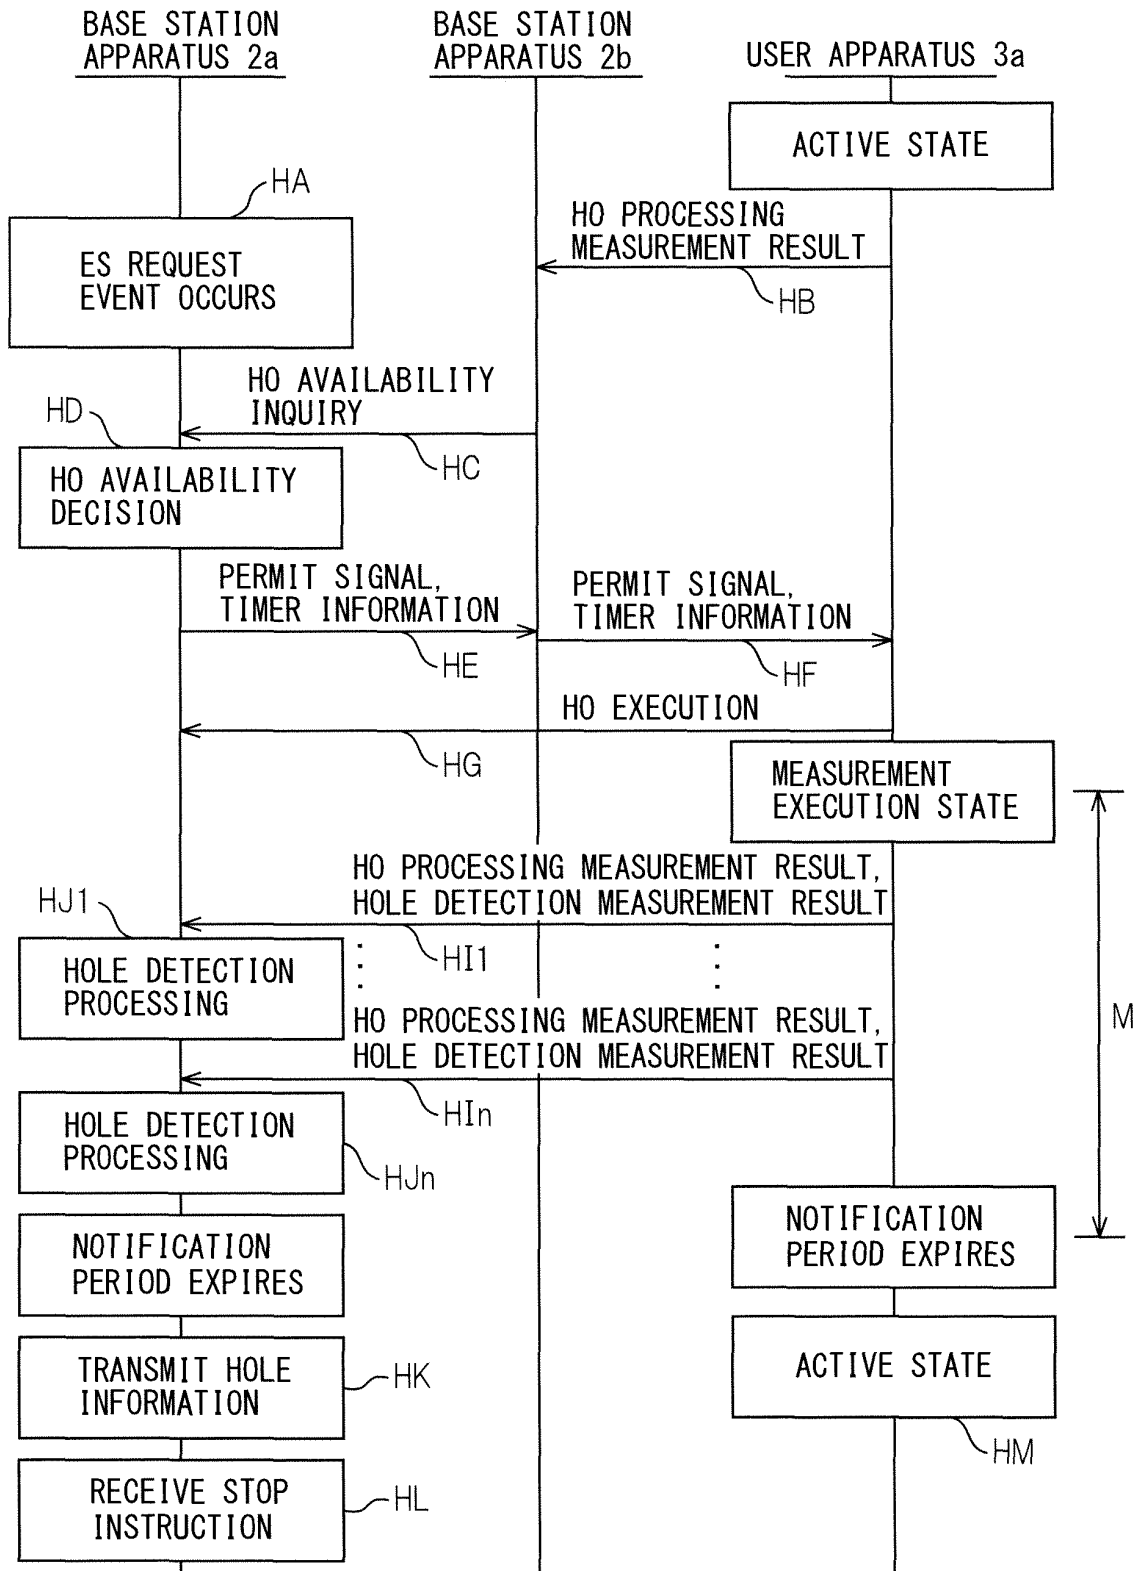 BASE STATION
APPARATUS 2a
BASE STATION
APPARATUS 2b
USER APPARATUS 3a
ACTIVE STATE
HA
HO PROCESSING
MEASUREMENT RESULT
ES REQUEST
EVENT OCCURS
HB
HO AVAILABILITY
INQUIRY
HD
HC
HO AVAILABILITY
DECISION
PERMIT SIGNAL,
TIMER INFORMATION
PERMIT SIGNAL,
TIMER INFORMATION
HE
HF
HO EXECUTION
HG
MEASUREMENT
EXECUTION STATE
HO PROCESSING MEASUREMENT RESULT,
HOLE DETECTION MEASUREMENT RESULT
HJ1
HI1
HOLE DETECTION
PROCESSING
HO PROCESSING MEASUREMENT RESULT,
HOLE DETECTION MEASUREMENT RESULT
M
HIn
HOLE DETECTION
PROCESSING
HJn
NOTIFICATION
PERIOD EXPIRES
NOTIFICATION
PERIOD EXPIRES
TRANSMIT HOLE
INFORMATION
HK
ACTIVE STATE
HM
RECEIVE STOP
INSTRUCTION
HL